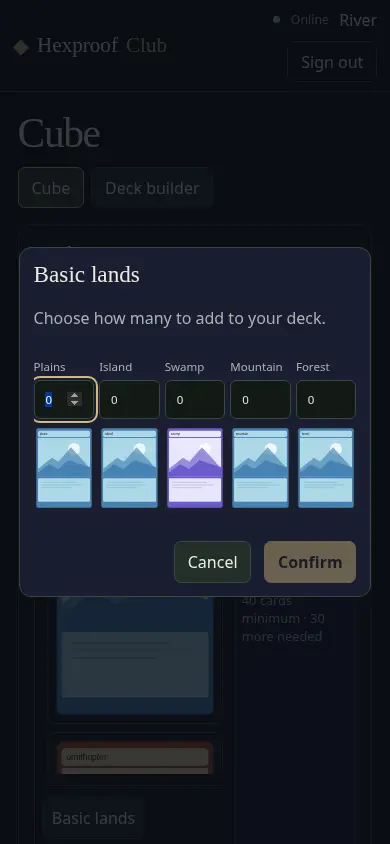 Online River
Hexproof Club
Sign out
Cube
Cube Deck builder
Basic lands
Choose how many to add to your deck.
Plains Island Swamp Mountain Forest
0 0 0 0 0
Cancel Confirm
40 cards
minimum · 30
more needed
Basic lands